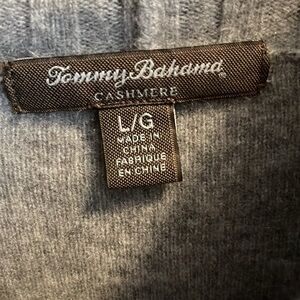 Tommy Bahama
CASHMERE
L/G
MADE IN
CHINA
FABRIQUE
EN CHINE